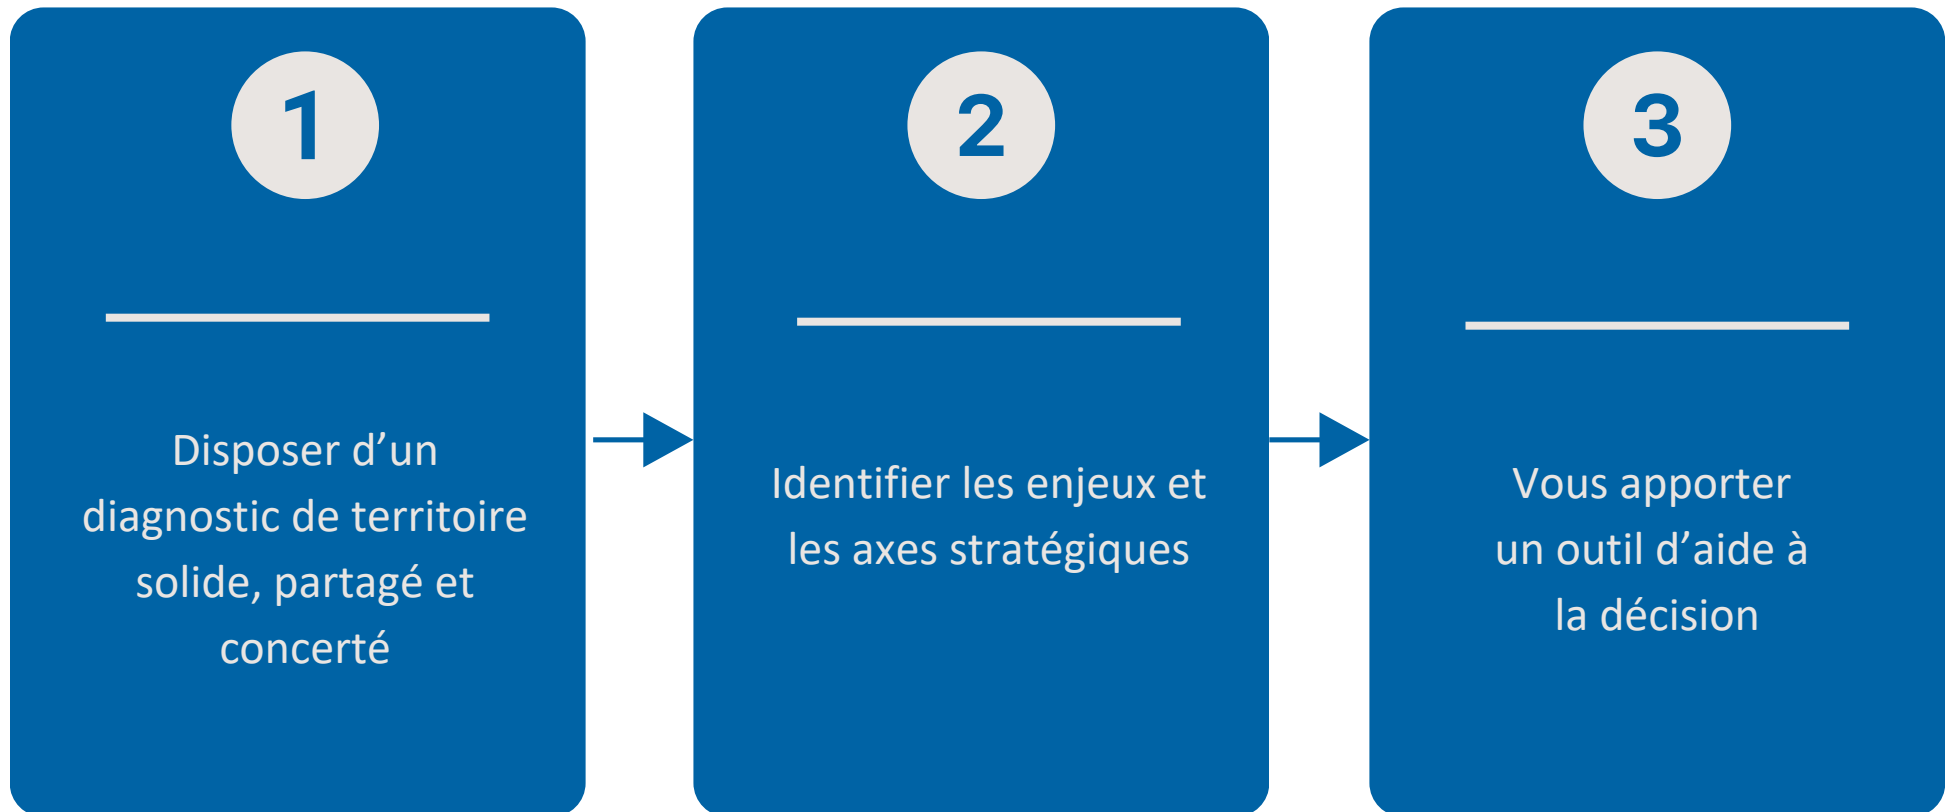 1
Disposer d’un
diagnostic de territoire
solide, partagé et
concerté
2
Identifier les enjeux et
les axes stratégiques
3
Vous apporter
un outil d’aide à
la décision